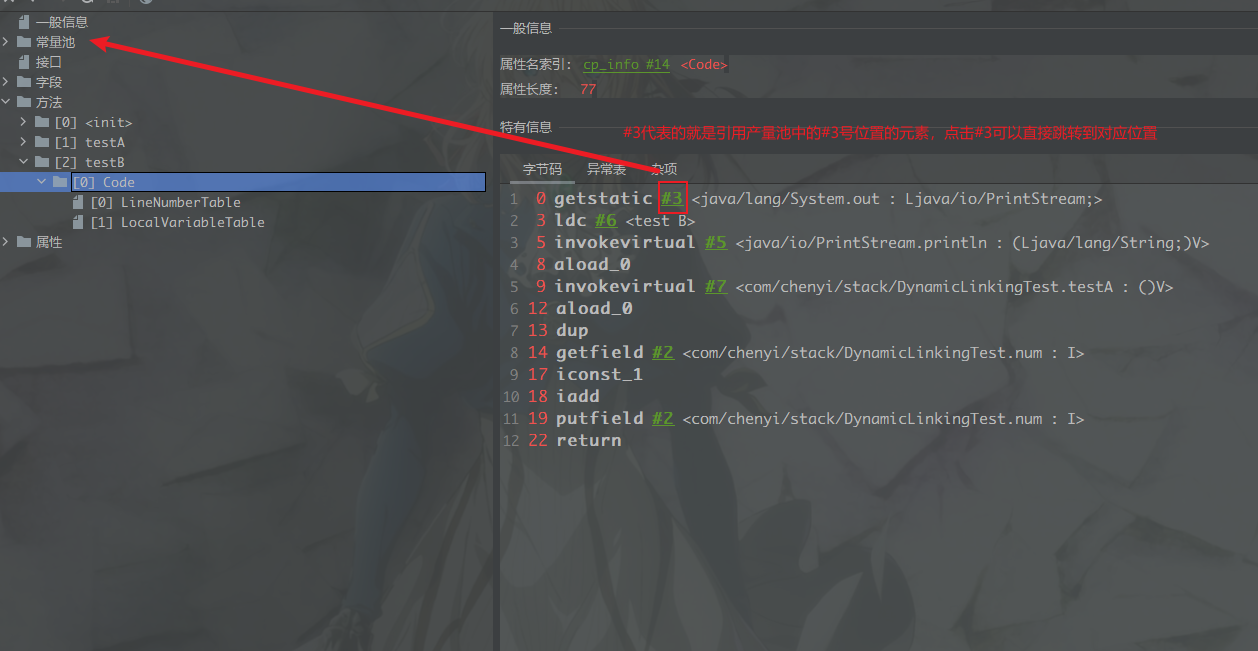 一般信息
常量池
接口
字段
方法
[0] <init>
[1] testA
[2] testB
[0] Code
[0] LineNumberTable
[1] LocalVariableTable
属性
一般信息
属性名索引: cp_info #14 <Code>
属性长度: 77
特有信息
#3代表的就是引用产量池中的#3号位置的元素，点击#3可以直接跳转到对应位置
字节码 异常表 杂项
1 0 getstatic #3 <java/lang/System.out : Ljava/io/PrintStream;>
2 3 ldc #6 <test B>
3 5 invokevirtual #5 <java/io/PrintStream.println : (Ljava/lang/String;)V>
4 8 aload_0
5 9 invokevirtual #7 <com/chenyi/stack/DynamicLinkingTest.testA : ()V>
6 12 aload_0
7 13 dup
8 14 getfield #2 <com/chenyi/stack/DynamicLinkingTest.num : I>
9 17 iconst_1
10 18 iadd
11 19 putfield #2 <com/chenyi/stack/DynamicLinkingTest.num : I>
12 22 return